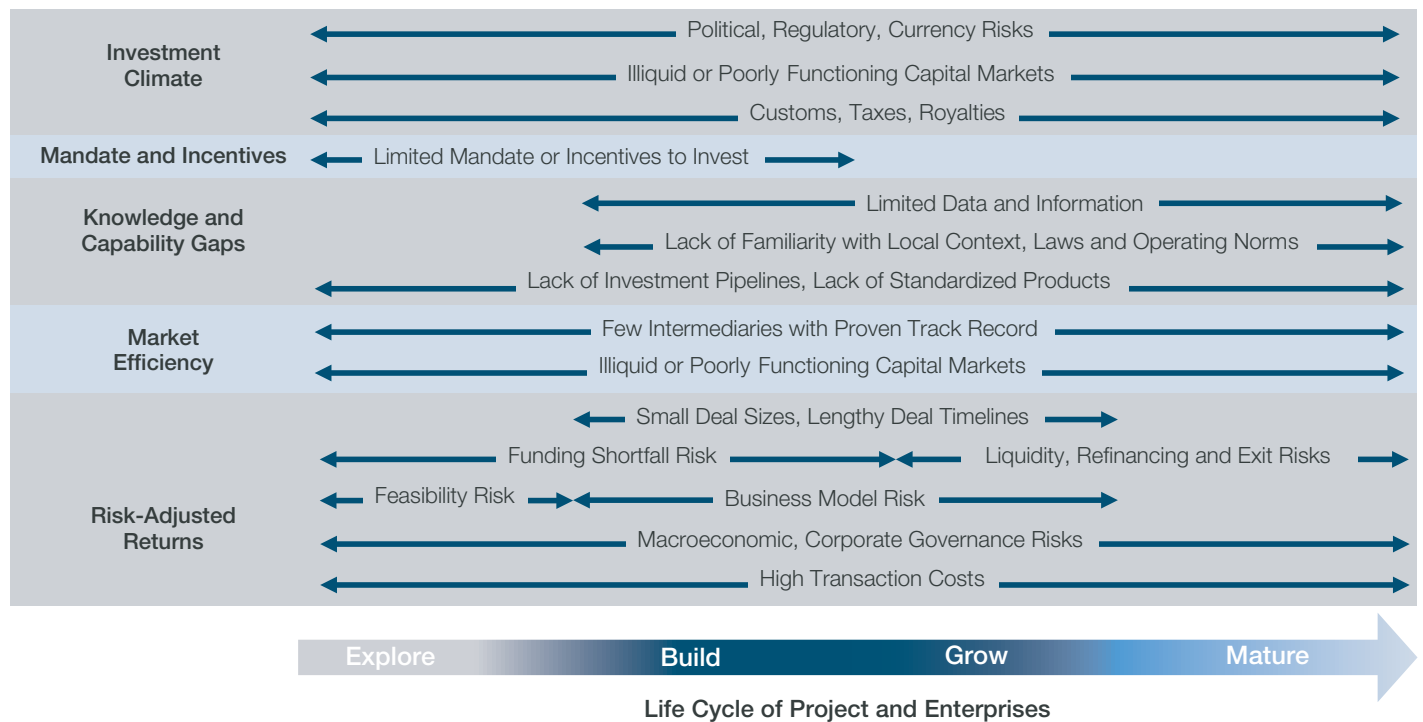 Political, Regulatory, Currency Risks
Investment
Climate
Illiquid or Poorly Functioning Capital Markets
Customs, Taxes, Royalties
Mandate and Incentives
Limited Mandate or Incentives to Invest
Knowledge and
Capability Gaps
Limited Data and Information
Lack of Familiarity with Local Context, Laws and Operating Norms
Lack of Investment Pipelines, Lack of Standardized Products
Market
Efficiency
Few Intermediaries with Proven Track Record
Illiquid or Poorly Functioning Capital Markets
Risk-Adjusted
Returns
Small Deal Sizes, Lengthy Deal Timelines
Funding Shortfall Risk
Liquidity, Refinancing and Exit Risks
Feasibility Risk
Business Model Risk
Macroeconomic, Corporate Governance Risks
High Transaction Costs
Explore
Build
Grow
Mature
Life Cycle of Project and Enterprises